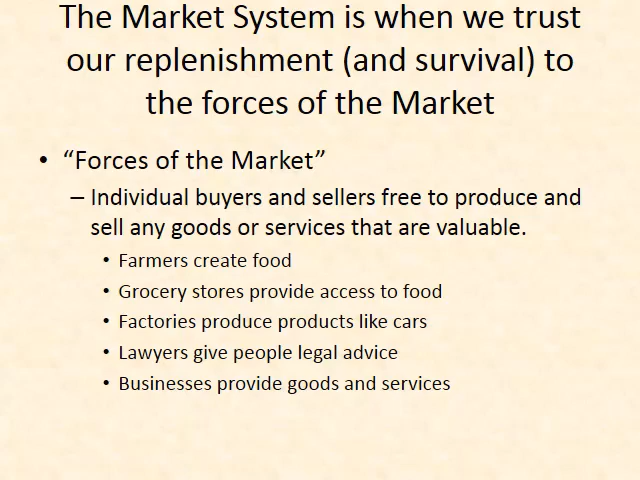 The Market System is when we trust
our replenishment (and survival) to
the forces of the Market
• “Forces of the Market”
– Individual buyers and sellers free to produce and
sell any goods or services that are valuable.
• Farmers create food
• Grocery stores provide access to food
• Factories produce products like cars
• Lawyers give people legal advice
• Businesses provide goods and services